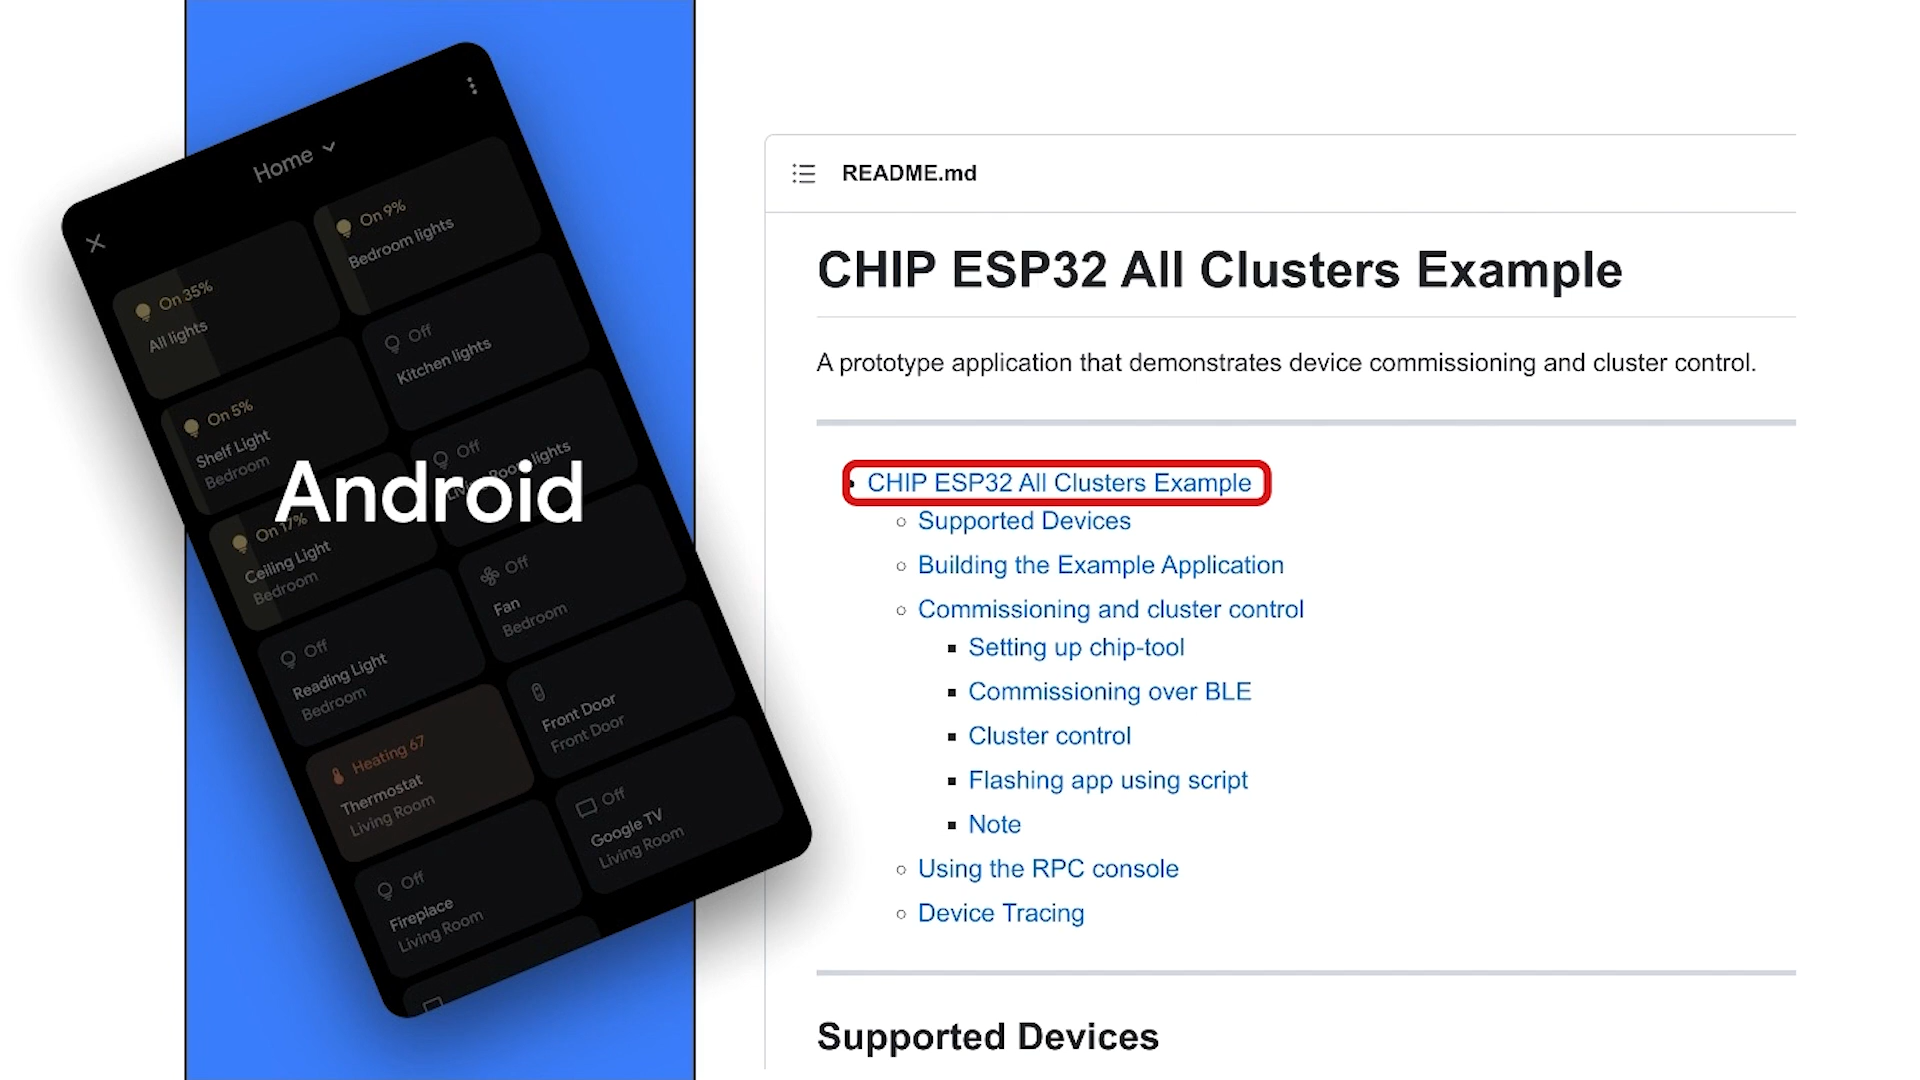 Home
On 9%
Bedroom lights
On 35%
All lights
Off
Kitchen lights
On 5%
Shelf Light
Bedroom
Off
Living Room lights
Android
On 17%
Ceiling Light
Bedroom
Off
Fan
Bedroom
Off
Reading Light
Bedroom
Front Door
Front Door
Heating 67
Thermostat
Living Room
Off
Google TV
Living Room
Off
Fireplace
Living Room
README.md
CHIP ESP32 All Clusters Example
A prototype application that demonstrates device commissioning and cluster control.
CHIP ESP32 All Clusters Example
Supported Devices
Building the Example Application
Commissioning and cluster control
Setting up chip-tool
Commissioning over BLE
Cluster control
Flashing app using script
Note
Using the RPC console
Device Tracing
Supported Devices